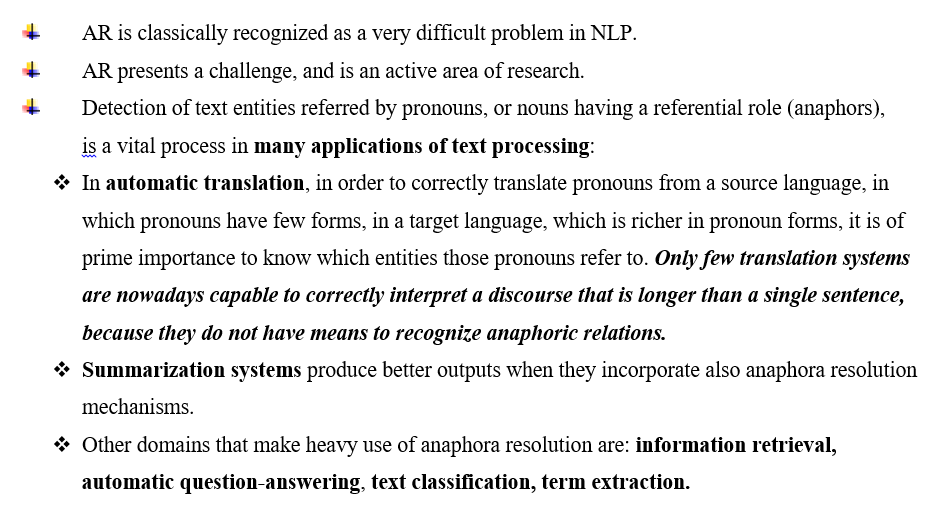 AR is classically recognized as a very difficult problem in NLP.
AR presents a challenge, and is an active area of research.
Detection of text entities referred by pronouns, or nouns having a referential role (anaphors),
is a vital process in many applications of text processing:
❖ In automatic translation, in order to correctly translate pronouns from a source language, in
which pronouns have few forms, in a target language, which is richer in pronoun forms, it is of
prime importance to know which entities those pronouns refer to. Only few translation systems
are nowadays capable to correctly interpret a discourse that is longer than a single sentence,
because they do not have means to recognize anaphoric relations.
❖ Summarization systems produce better outputs when they incorporate also anaphora resolution
mechanisms.
❖ Other domains that make heavy use of anaphora resolution are: information retrieval,
automatic question-answering, text classification, term extraction.